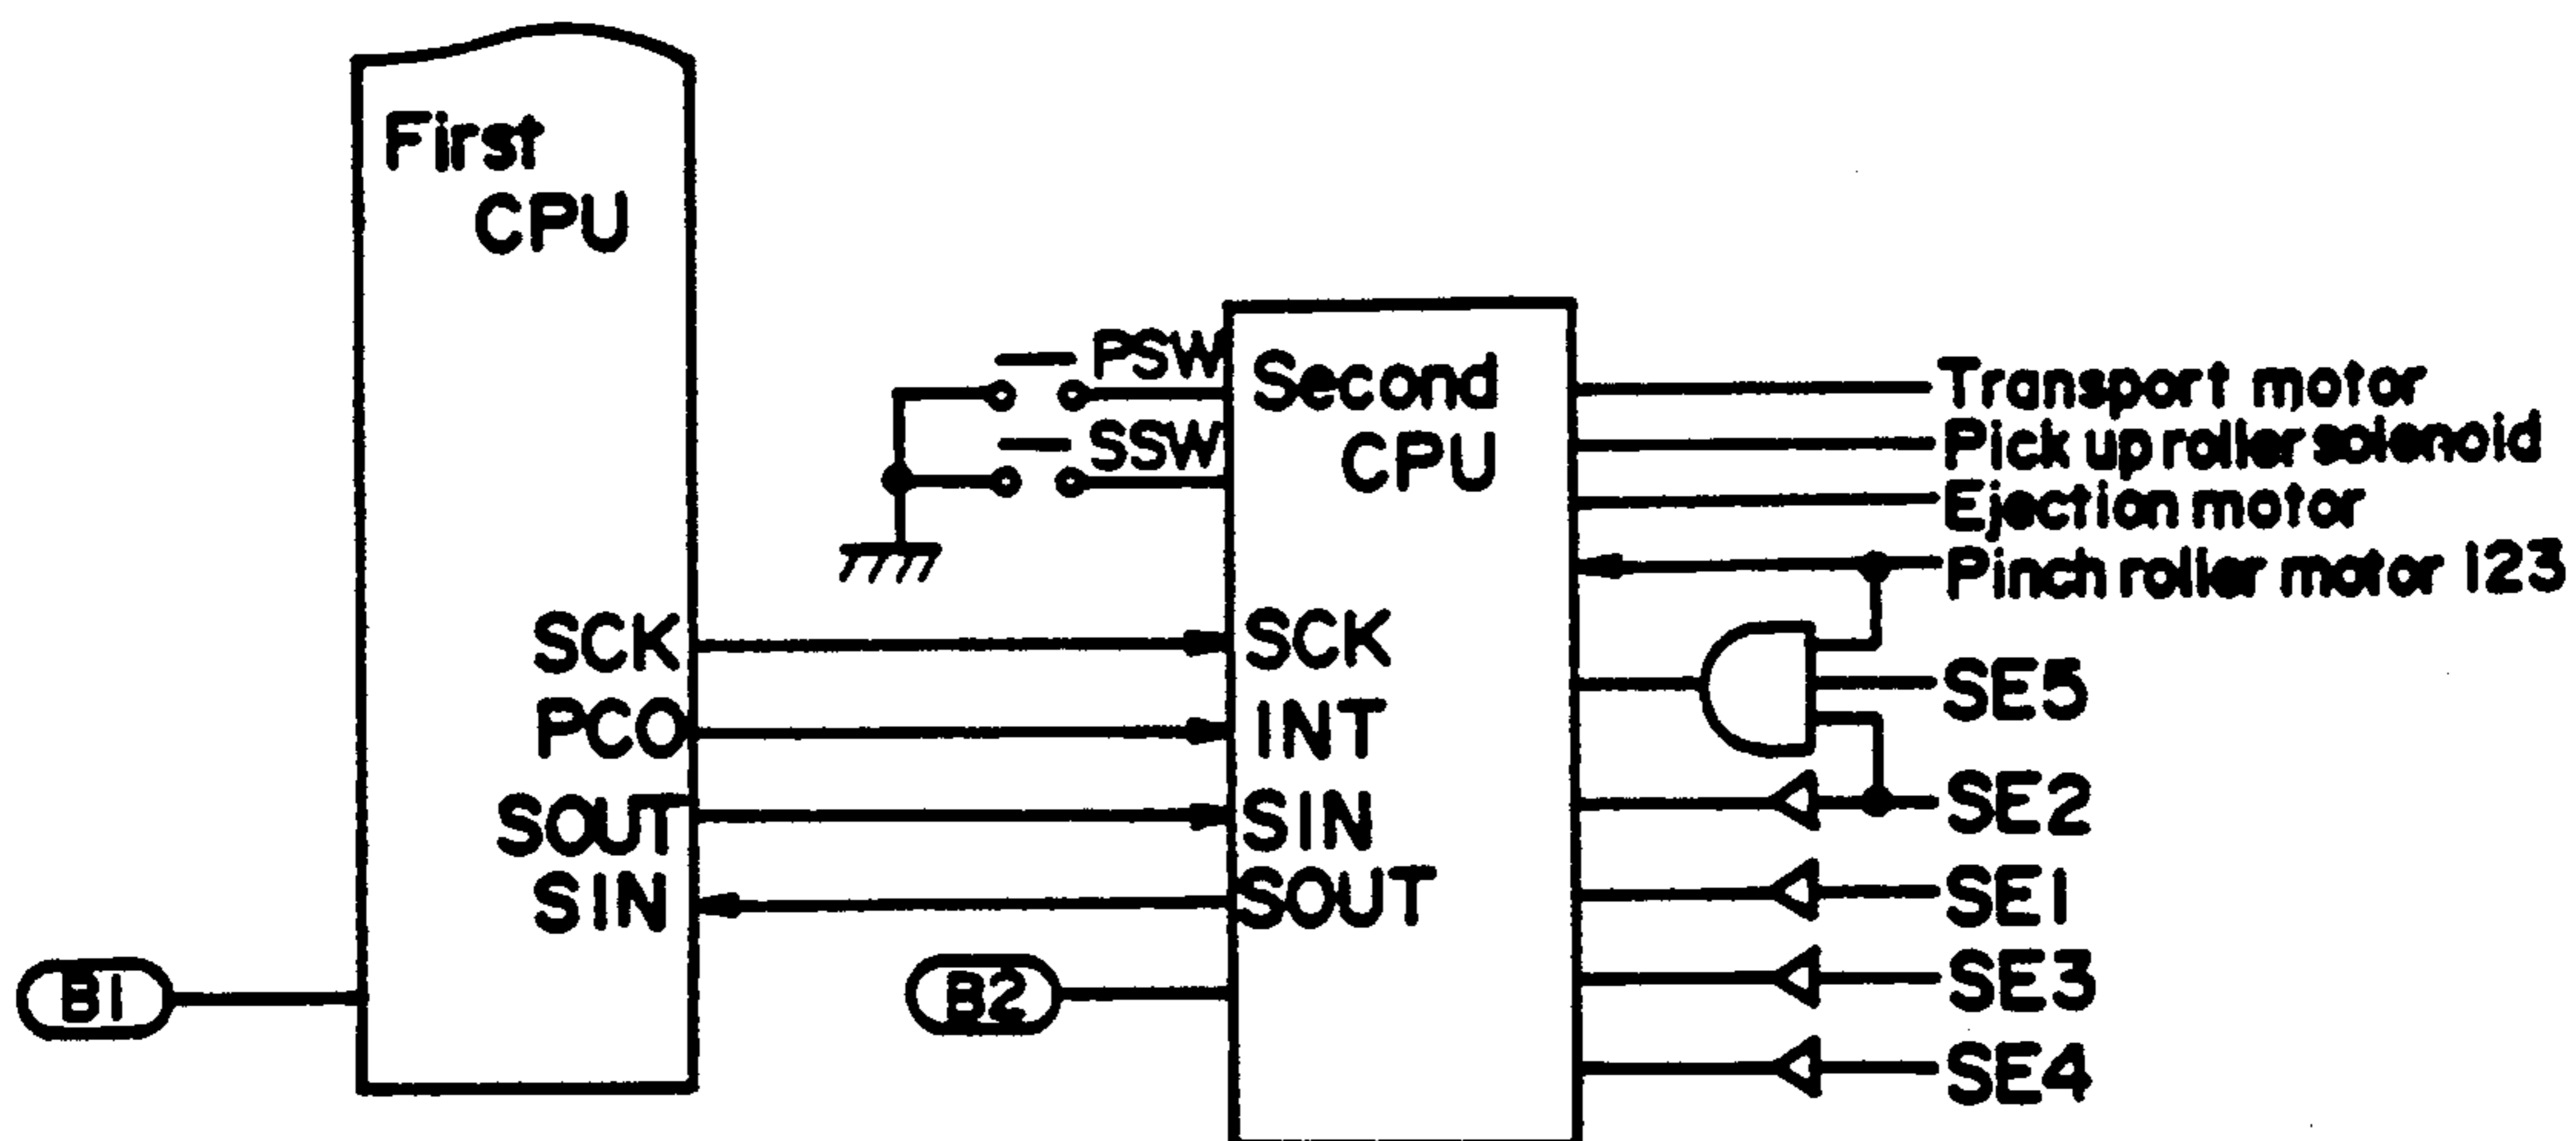 First
CPU
PSW
SSW
Second
CPU
Transport motor
Pick up roller solenoid
Ejection motor
Pinch roller motor 123
SCK
PCO
SOUT
SIN
SCK
INT
SIN
SOUT
SE5
SE2
SE1
SE3
SE4
B1
B2